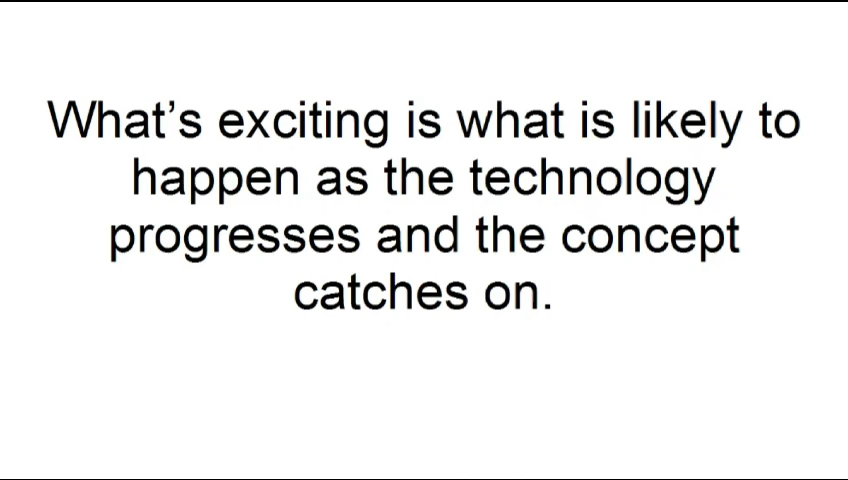 What’s exciting is what is likely to
happen as the technology
progresses and the concept
catches on.